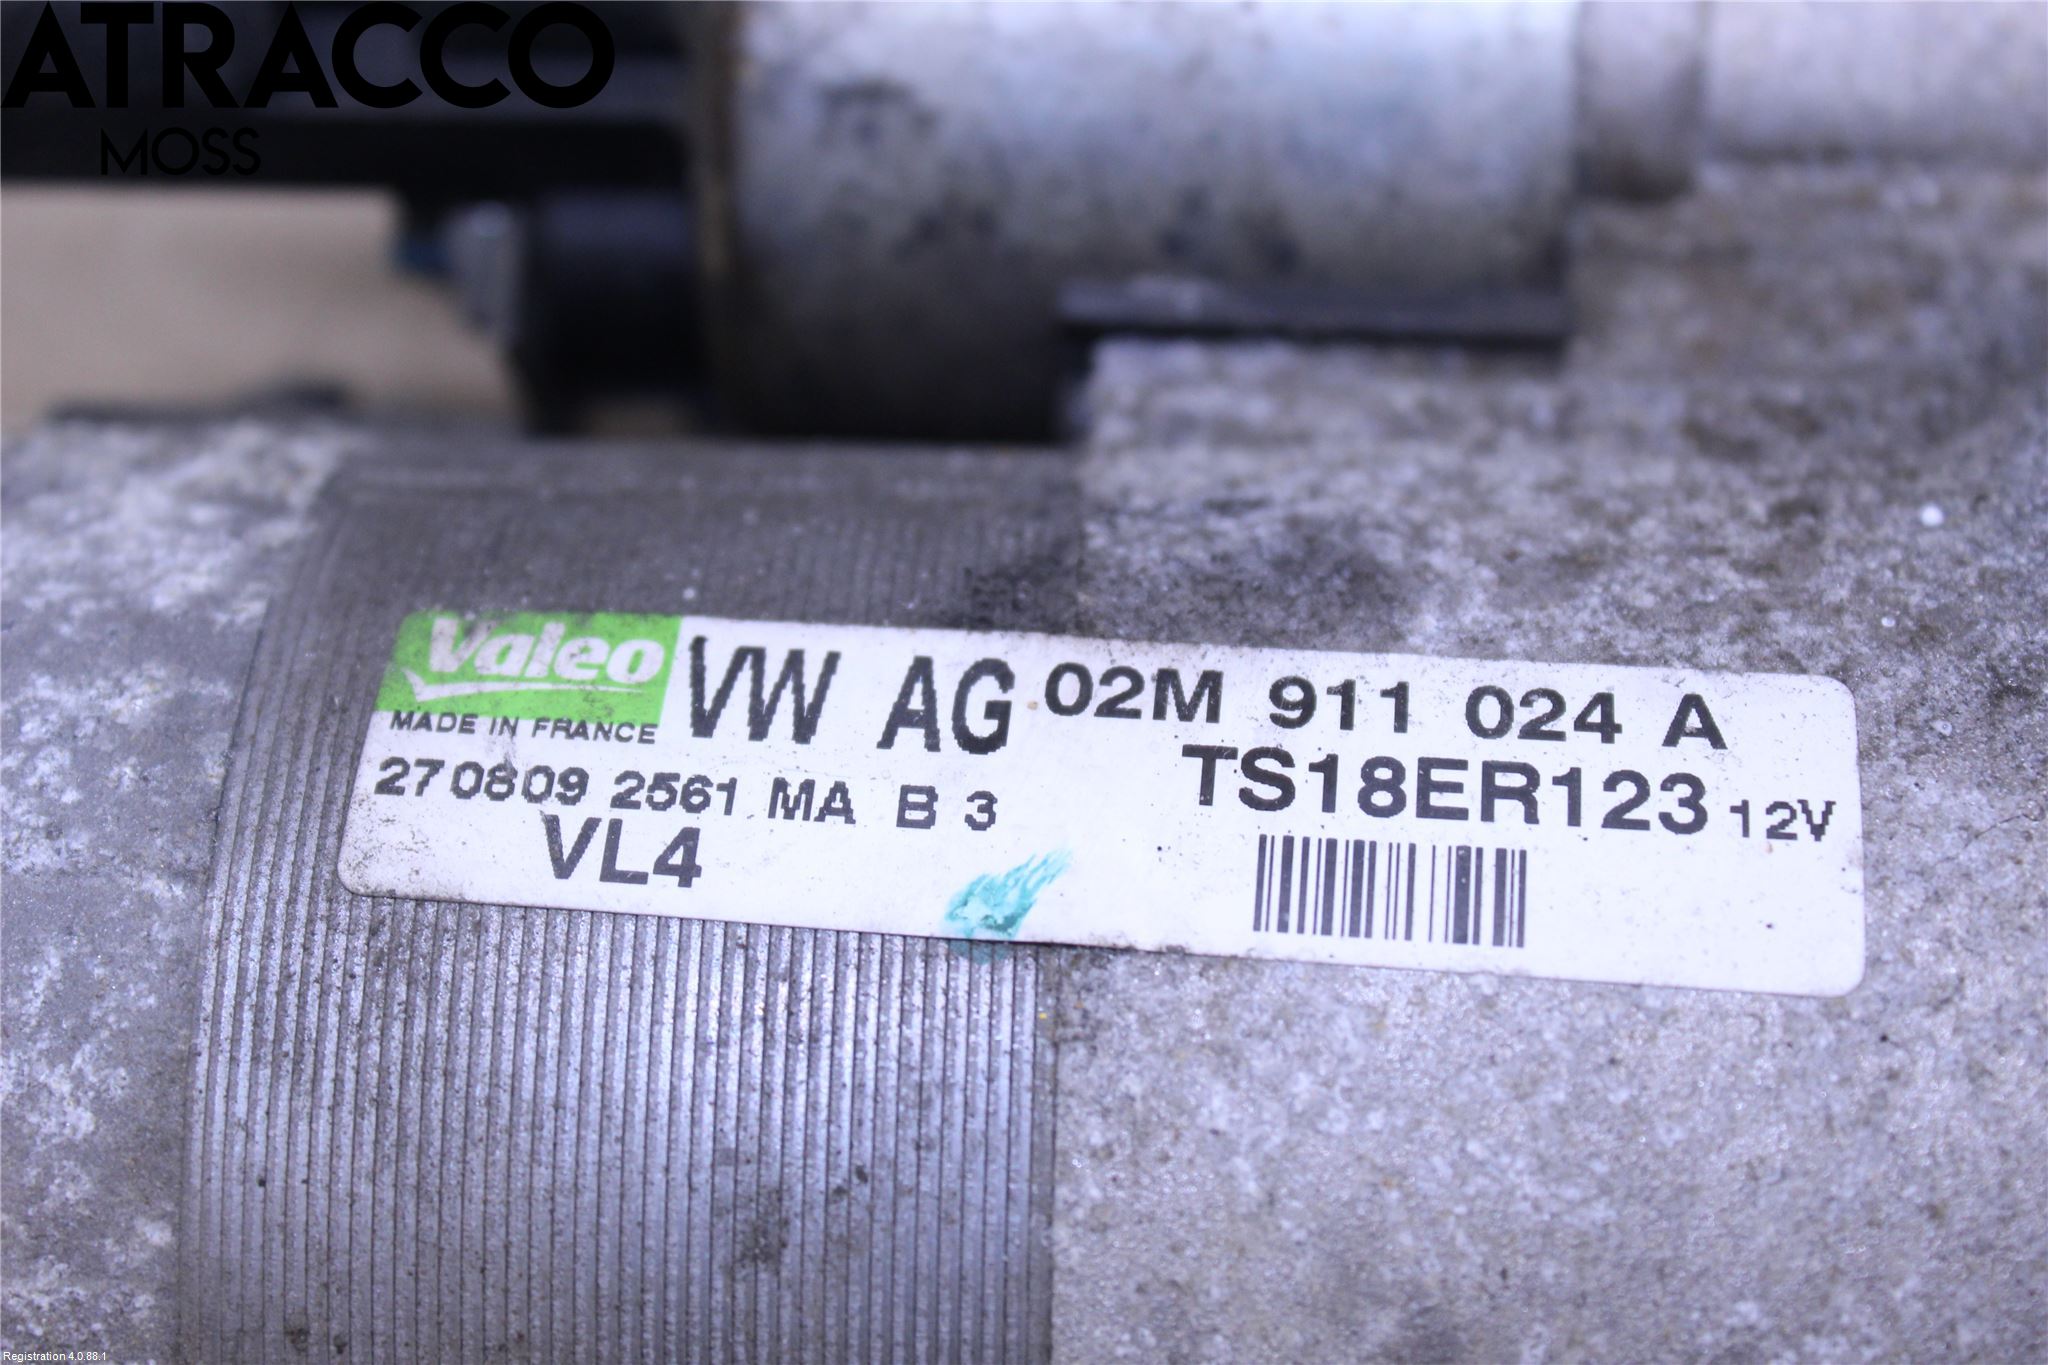 ATRACCO
MOSS
Valeo VW AG 02M 911 024 A
MADE IN FRANCE
TS18ER123 12V
270809 2561 MA B 3
VL4
Registration 4.0.88.1